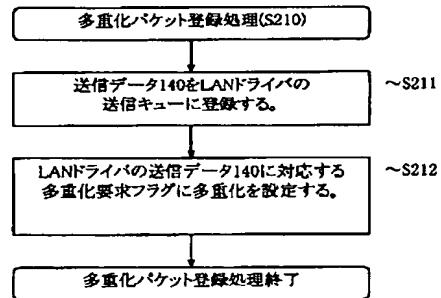 多重化パケット登録処理(S210)
送信データ140をLANドライバの
送信キューに登録する。
～S211
LANドライバの送信データ140に対応する
多重化要求フラグに多重化を設定する。
～S212
多重化パケット登録処理終了